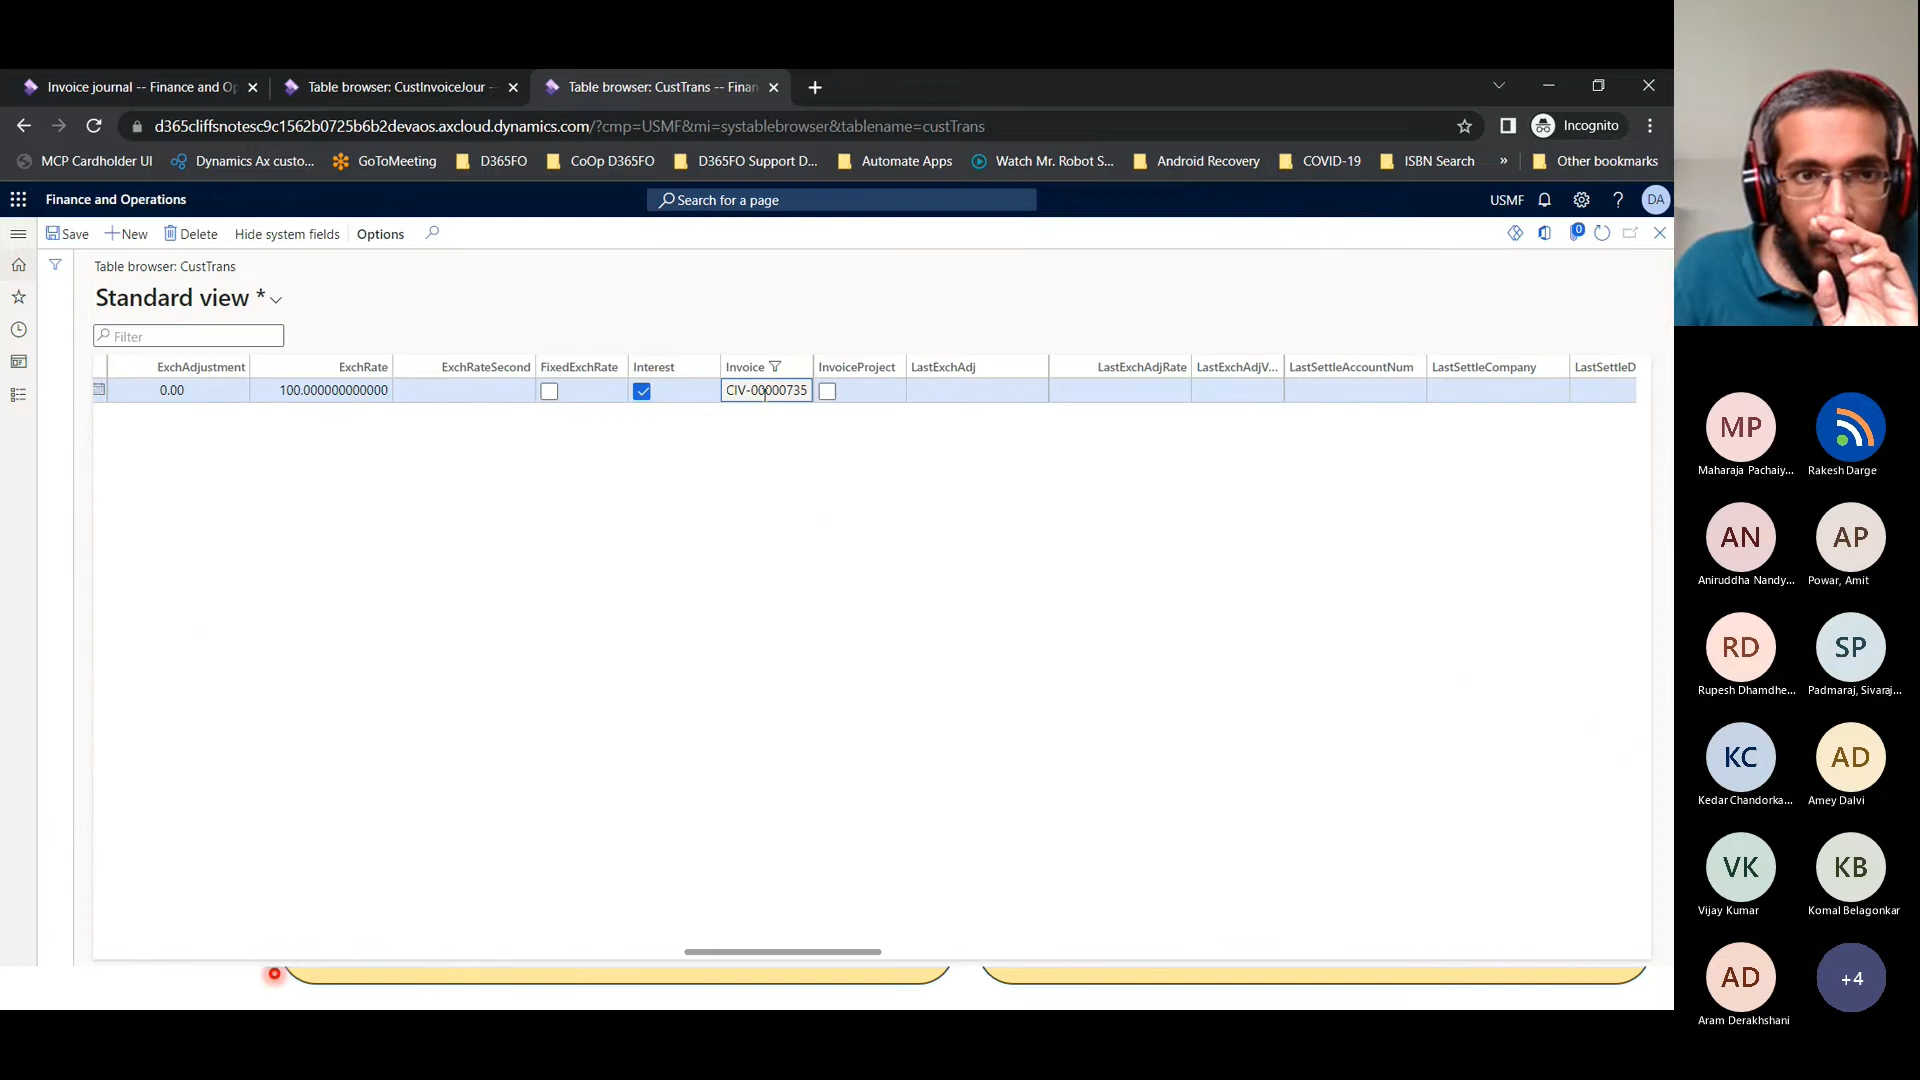 Invoice journal -- Finance and Op
Table browser: CustInvoiceJour -
Table browser: CustTrans -- Finan
d365cliffsnotesc9c1562b0725b6b2devaos.axcloud.dynamics.com/?cmp=USMF&mi=systablebrowser&tablename=custTrans
Incognito
MCP Cardholder UI
Dynamics Ax custo...
GoToMeeting
D365FO
CoOp D365FO
D365FO Support D...
Automate Apps
Watch Mr. Robot S...
Android Recovery
COVID-19
ISBN Search
»
Other bookmarks
Finance and Operations
Search for a page
USMF
?
DA
Save
New
Delete
Hide system fields
Options
0
Table browser: CustTrans
Standard view *
Filter
ExchAdjustment ExchRate ExchRateSecond FixedExchRate Interest Invoice InvoiceProject LastExchAdj LastExchAdjRate LastExchAdjV... LastSettleAccountNum LastSettleCompany LastSettleD
0.00 100.000000000000 CIV-00000735
MP
Maharaja Pachaiy...
Rakesh Darge
AN
Aniruddha Nandy...
AP
Powar, Amit
RD
Rupesh Dhamdhe...
SP
Padmaraj, Sivaraj...
KC
Kedar Chandorka...
AD
Amey Dalvi
VK
Vijay Kumar
KB
Komal Belagonkar
AD
Aram Derakhshani
+4